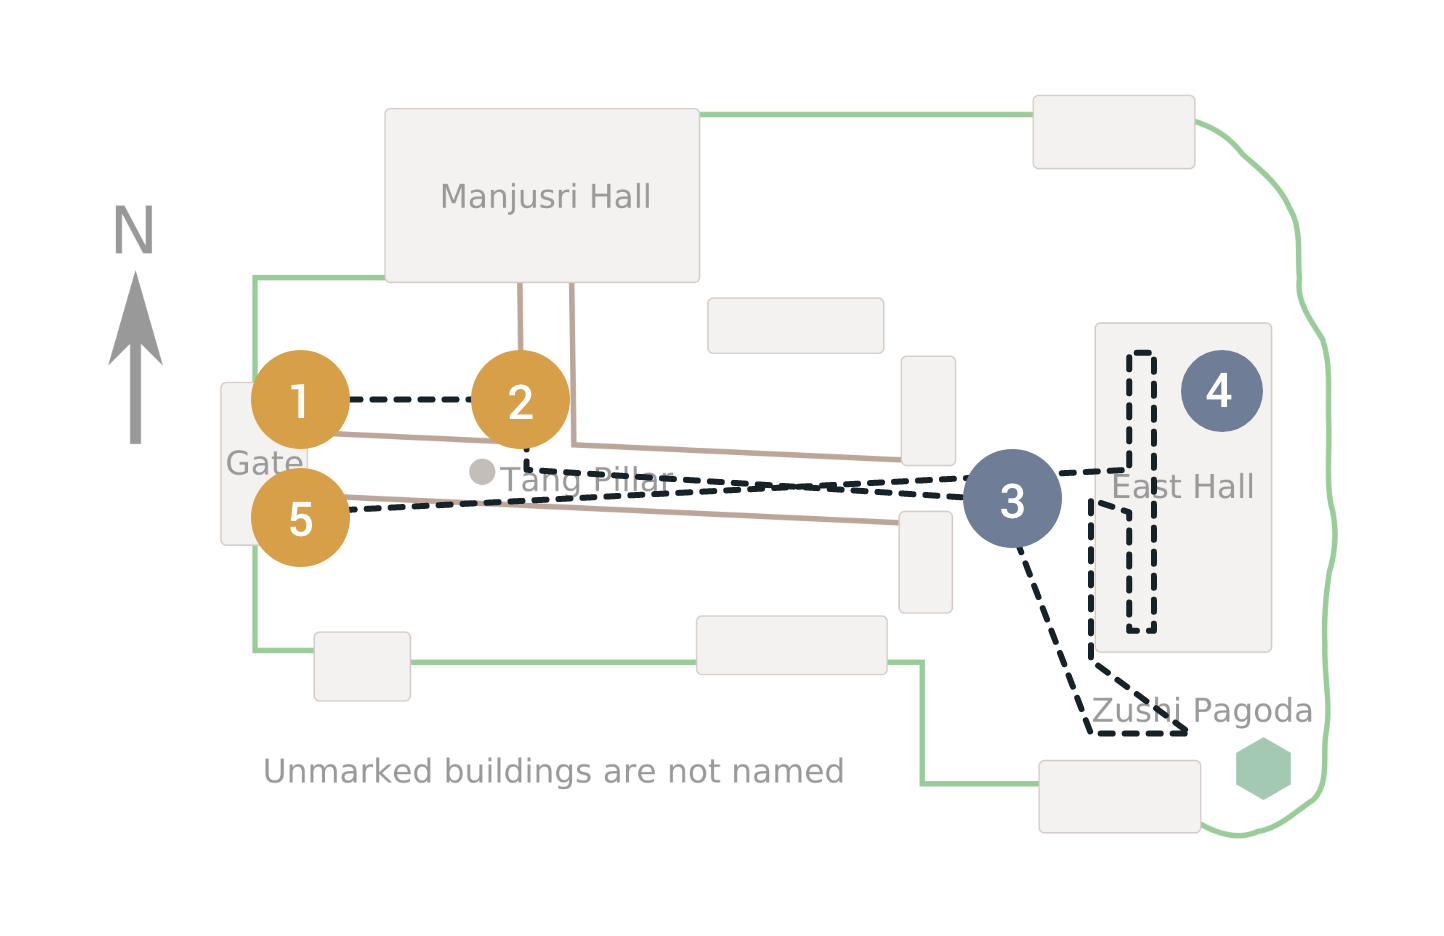 Manjusri Hall
N
1
2
4
Gate
Tang Pillar
East Hall
3
5
Zushi Pagoda
Unmarked buildings are not named